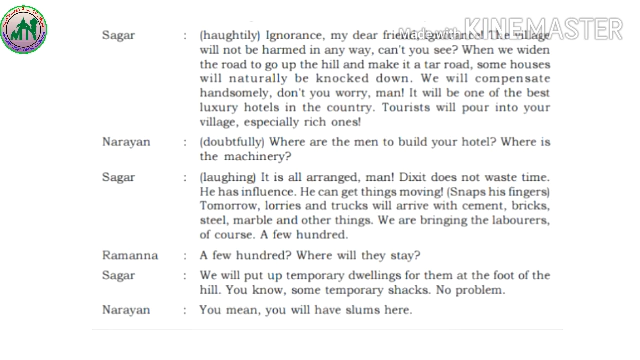 Made with KINEMASTER
Sagar : (haughtily) Ignorance, my dear friend, ignorance! The village
will not be harmed in any way, can't you see? When we widen
the road to go up the hill and make it a tar road, some houses
will naturally be knocked down. We will compensate
handsomely, don't you worry, man! It will be one of the best
luxury hotels in the country. Tourists will pour into your
village, especially rich ones!
Narayan : (doubtfully) Where are the men to build your hotel? Where is
the machinery?
Sagar : (laughing) It is all arranged, man! Dixit does not waste time.
He has influence. He can get things moving! (Snaps his fingers)
Tomorrow, lorries and trucks will arrive with cement, bricks,
steel, marble and other things. We are bringing the labourers,
of course. A few hundred.
Ramanna : A few hundred? Where will they stay?
Sagar : We will put up temporary dwellings for them at the foot of the
hill. You know, some temporary shacks. No problem.
Narayan : You mean, you will have slums here.